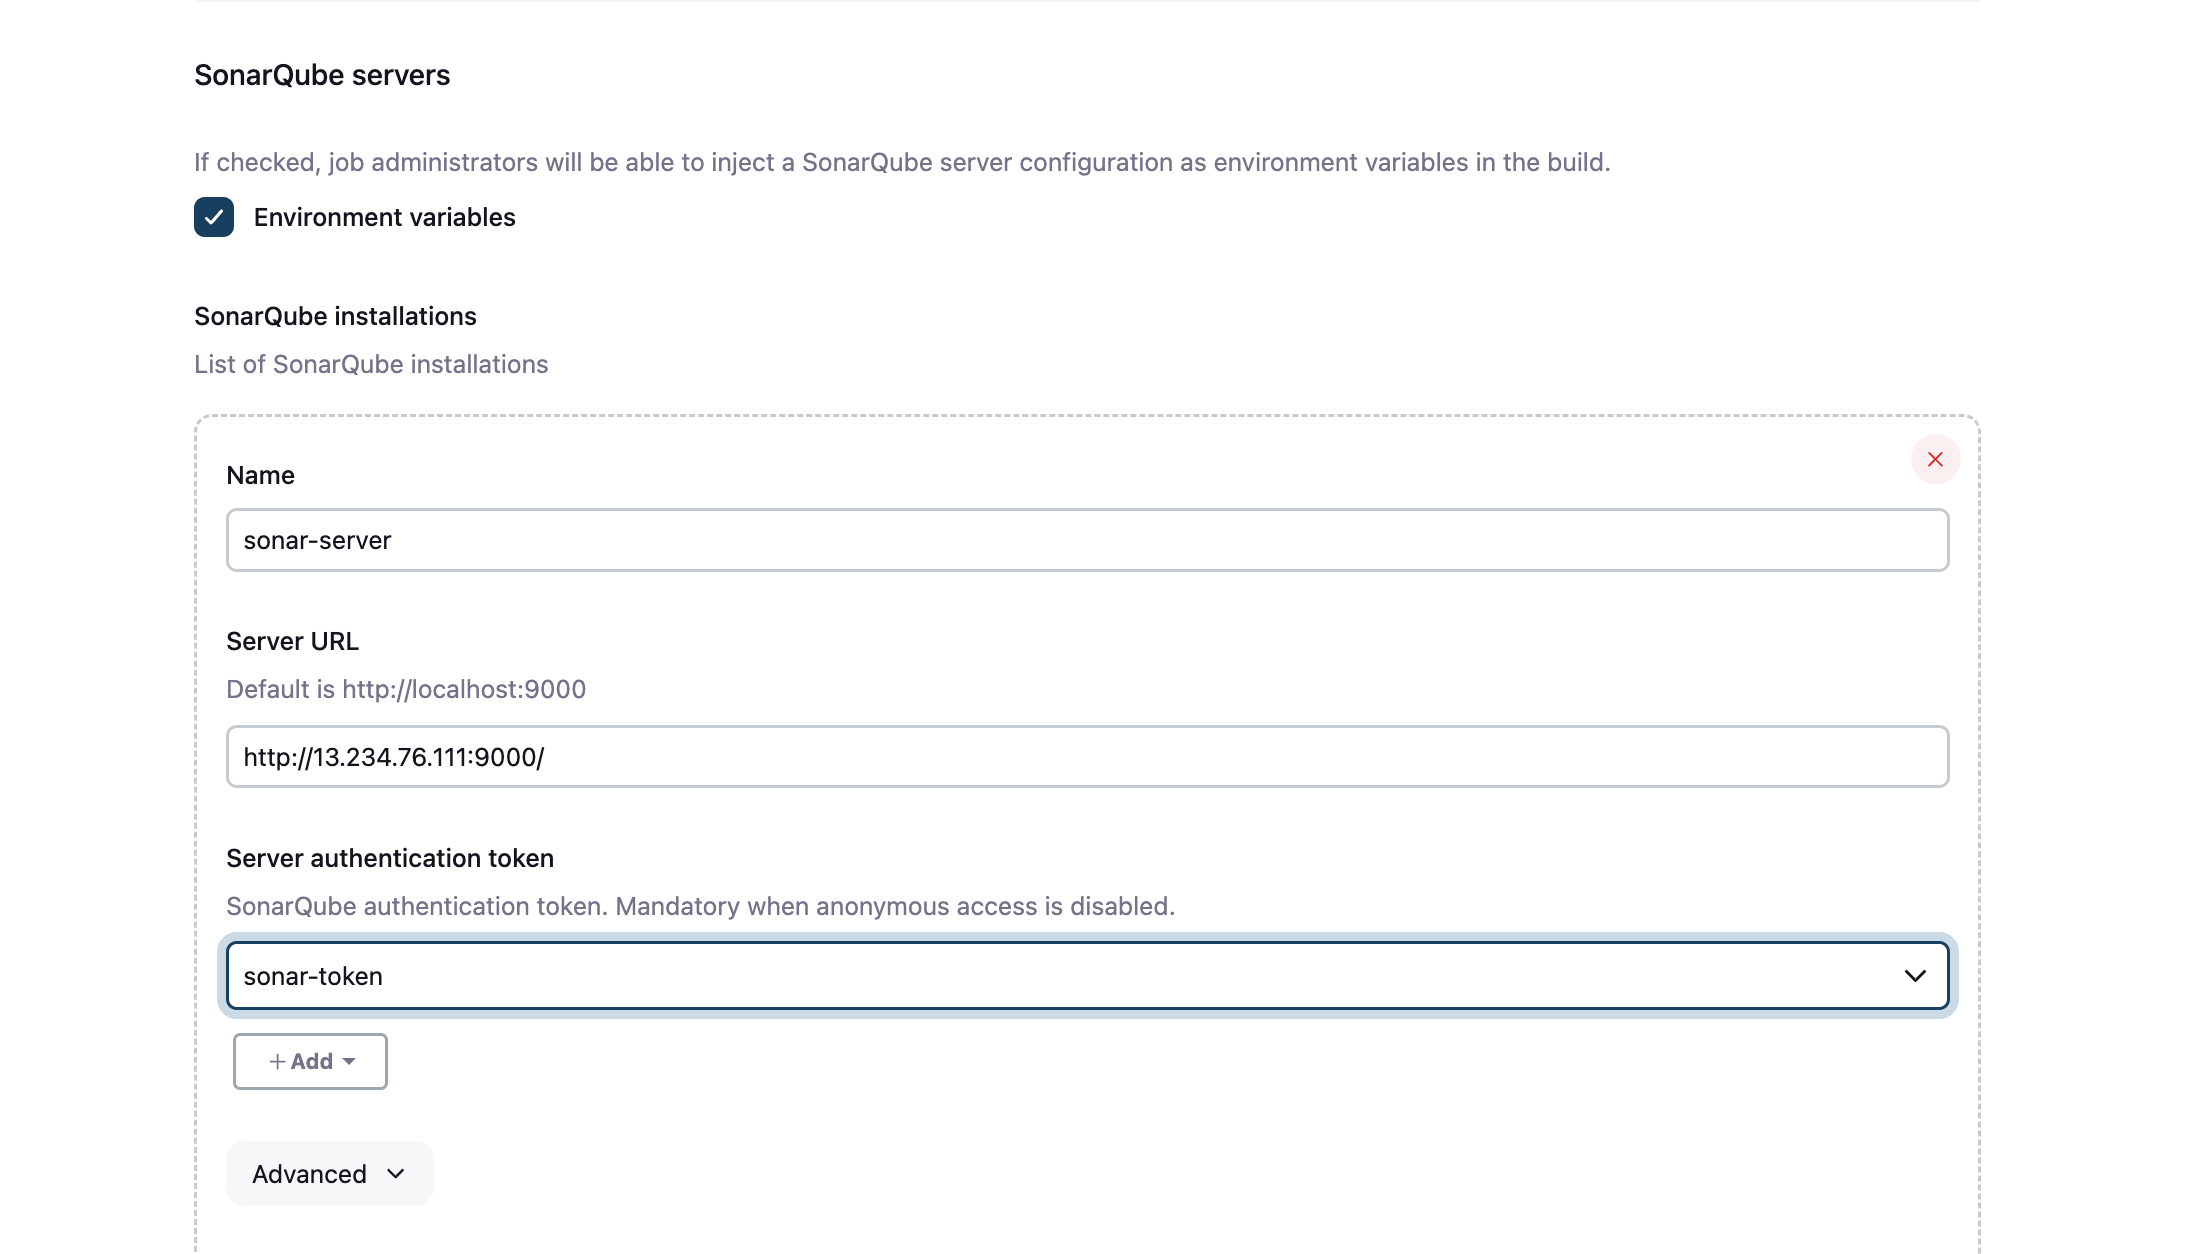 SonarQube servers
If checked, job administrators will be able to inject a SonarQube server configuration as environment variables in the build.
Environment variables
SonarQube installations
List of SonarQube installations
Name
sonar-server
Server URL
Default is http://localhost:9000
http://13.234.76.111:9000/
Server authentication token
SonarQube authentication token. Mandatory when anonymous access is disabled.
sonar-token
+ Add
Advanced